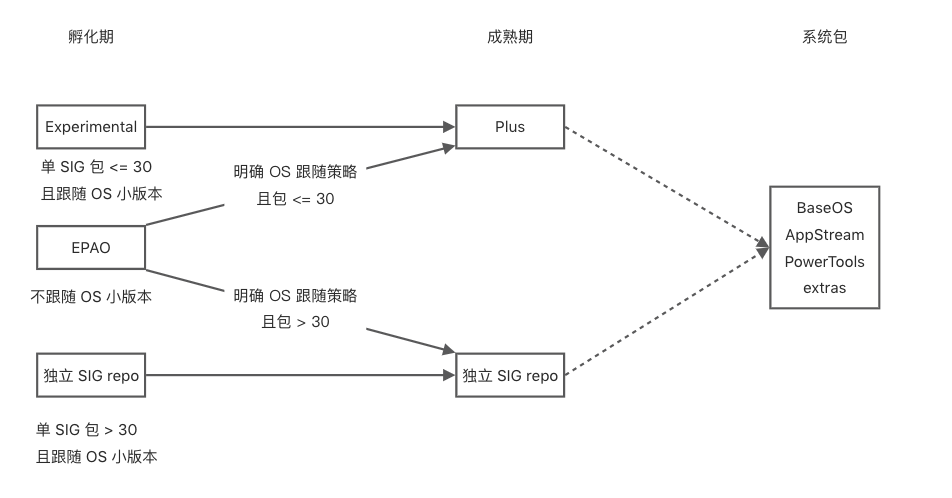 孵化期
成熟期
系统包
Experimental
Plus
单 SIG 包 <= 30
且跟随 OS 小版本
明确 OS 跟随策略
且包 <= 30
BaseOS
AppStream
PowerTools
extras
EPAO
不跟随 OS 小版本
明确 OS 跟随策略
且包 > 30
独立 SIG repo
独立 SIG repo
单 SIG 包 > 30
且跟随 OS 小版本